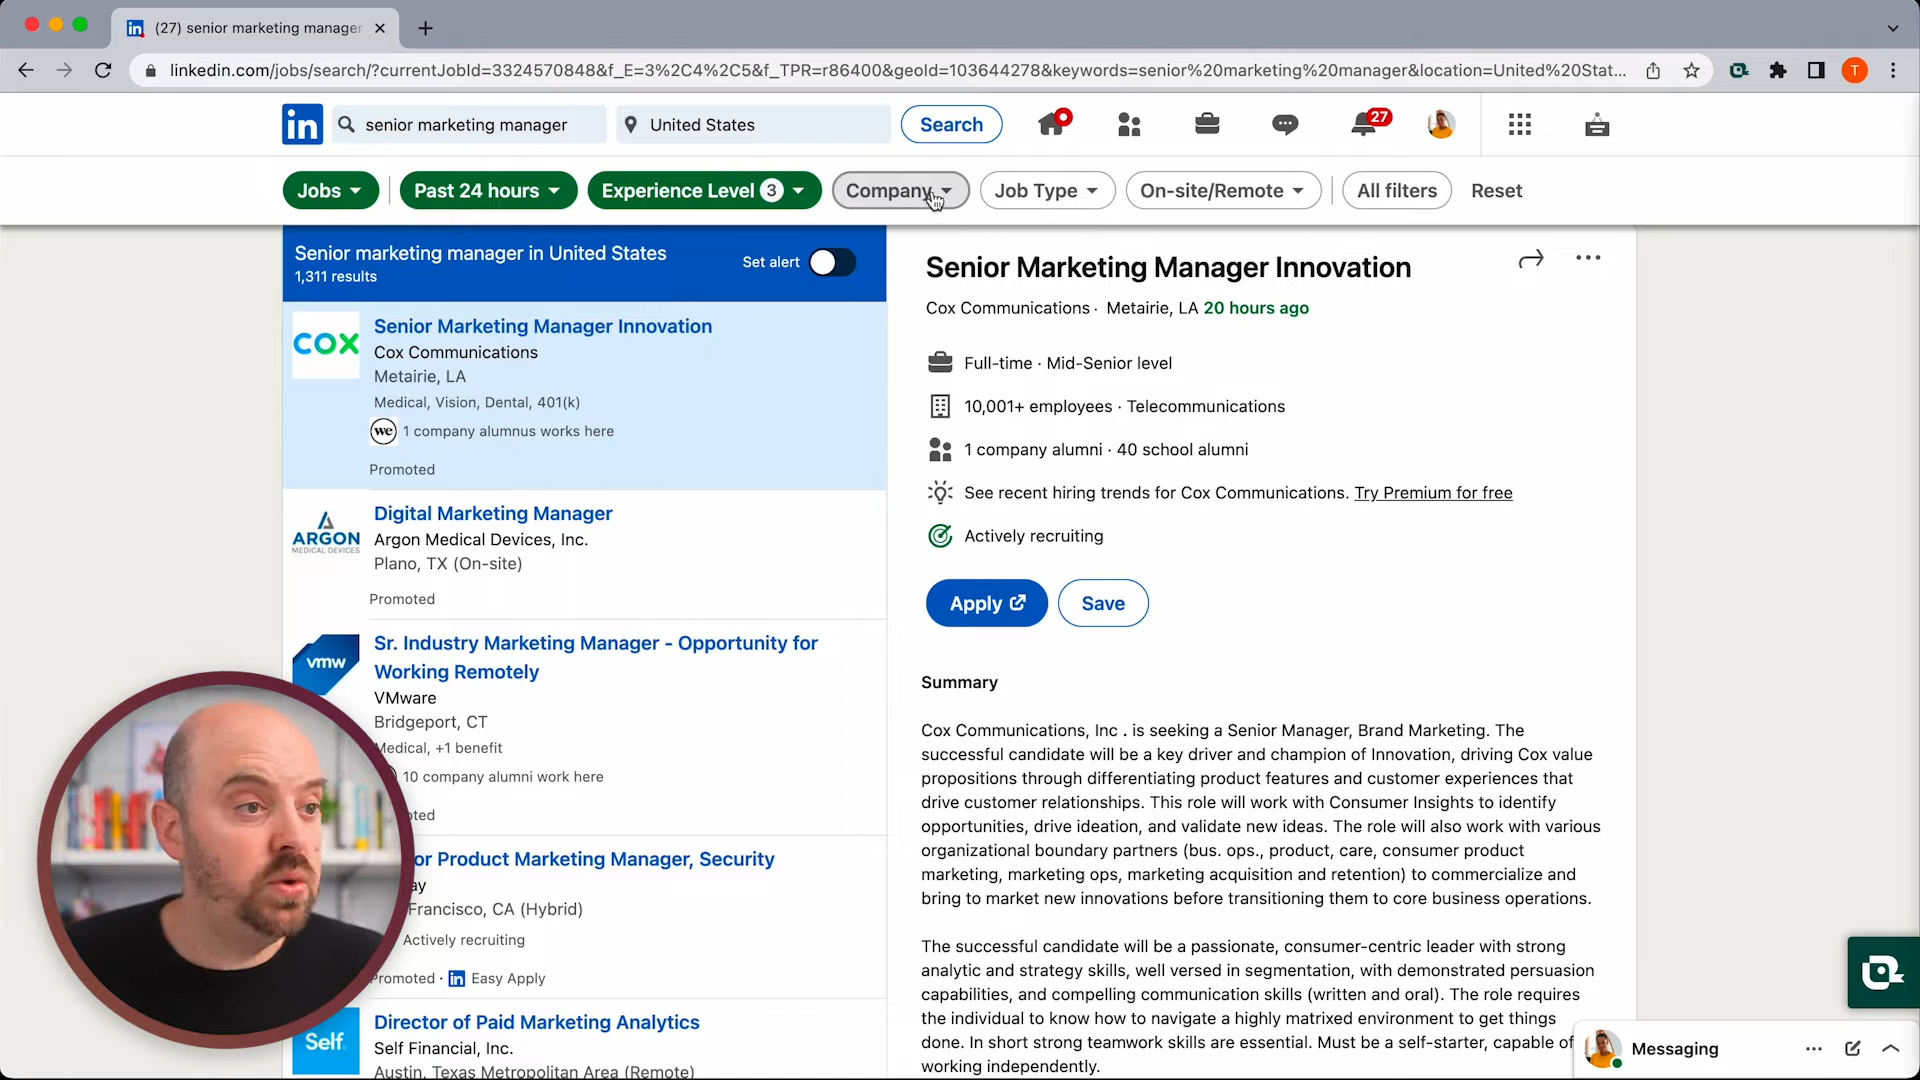 (27) senior marketing manager
linkedin.com/jobs/search/?currentJobId=3324570848&f_E=3%2C4%2C5&f_TPR=r86400&geoId=103644278&keywords=senior%20marketing%20manager&location=United%20Stat...
T
in
senior marketing manager
United States
Search
27
Jobs
Past 24 hours
Experience Level 3
Company
Job Type
On-site/Remote
All filters
Reset
Senior marketing manager in United States
1,311 results
Set alert
COX
Senior Marketing Manager Innovation
Cox Communications
Metairie, LA
Medical, Vision, Dental, 401(k)
we
1 company alumnus works here
Promoted
ARGON
MEDICAL DEVICES
Digital Marketing Manager
Argon Medical Devices, Inc.
Plano, TX (On-site)
Promoted
vmw
Sr. Industry Marketing Manager - Opportunity for
Working Remotely
VMware
Bridgeport, CT
Medical, +1 benefit
10 company alumni work here
oted
or Product Marketing Manager, Security
ay
Francisco, CA (Hybrid)
Actively recruiting
romoted · in Easy Apply
Self.
Director of Paid Marketing Analytics
Self Financial, Inc.
Austin, Texas Metropolitan Area (Remote)
Senior Marketing Manager Innovation
Cox Communications · Metairie, LA 20 hours ago
Full-time · Mid-Senior level
10,001+ employees · Telecommunications
1 company alumni · 40 school alumni
See recent hiring trends for Cox Communications. Try Premium for free
Actively recruiting
Apply
Save
Summary
Cox Communications, Inc . is seeking a Senior Manager, Brand Marketing. The
successful candidate will be a key driver and champion of Innovation, driving Cox value
propositions through differentiating product features and customer experiences that
drive customer relationships. This role will work with Consumer Insights to identify
opportunities, drive ideation, and validate new ideas. The role will also work with various
organizational boundary partners (bus. ops., product, care, consumer product
marketing, marketing ops, marketing acquisition and retention) to commercialize and
bring to market new innovations before transitioning them to core business operations.
The successful candidate will be a passionate, consumer-centric leader with strong
analytic and strategy skills, well versed in segmentation, with demonstrated persuasion
capabilities, and compelling communication skills (written and oral). The role requires
the individual to know how to navigate a highly matrixed environment to get things
done. In short strong teamwork skills are essential. Must be a self-starter, capable of
working independently.
Messaging